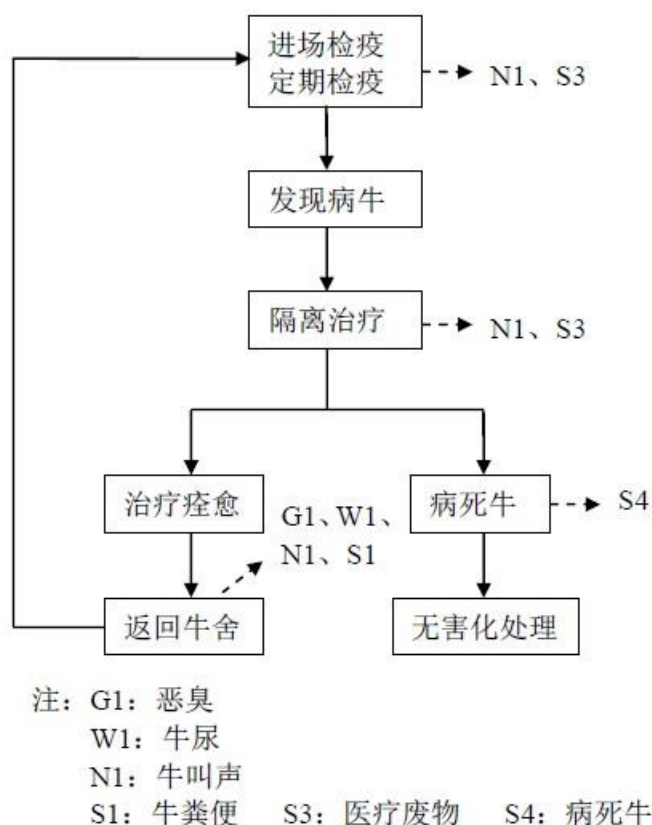 进场检疫
定期检疫
N1、S3
发现病牛
隔离治疗
N1、S3
治疗痊愈
病死牛
S4
G1、W1、
N1、S1
返回牛舍
无害化处理
注：G1：恶臭
W1：牛尿
N1：牛叫声
S1：牛粪便 S3：医疗废物 S4：病死牛